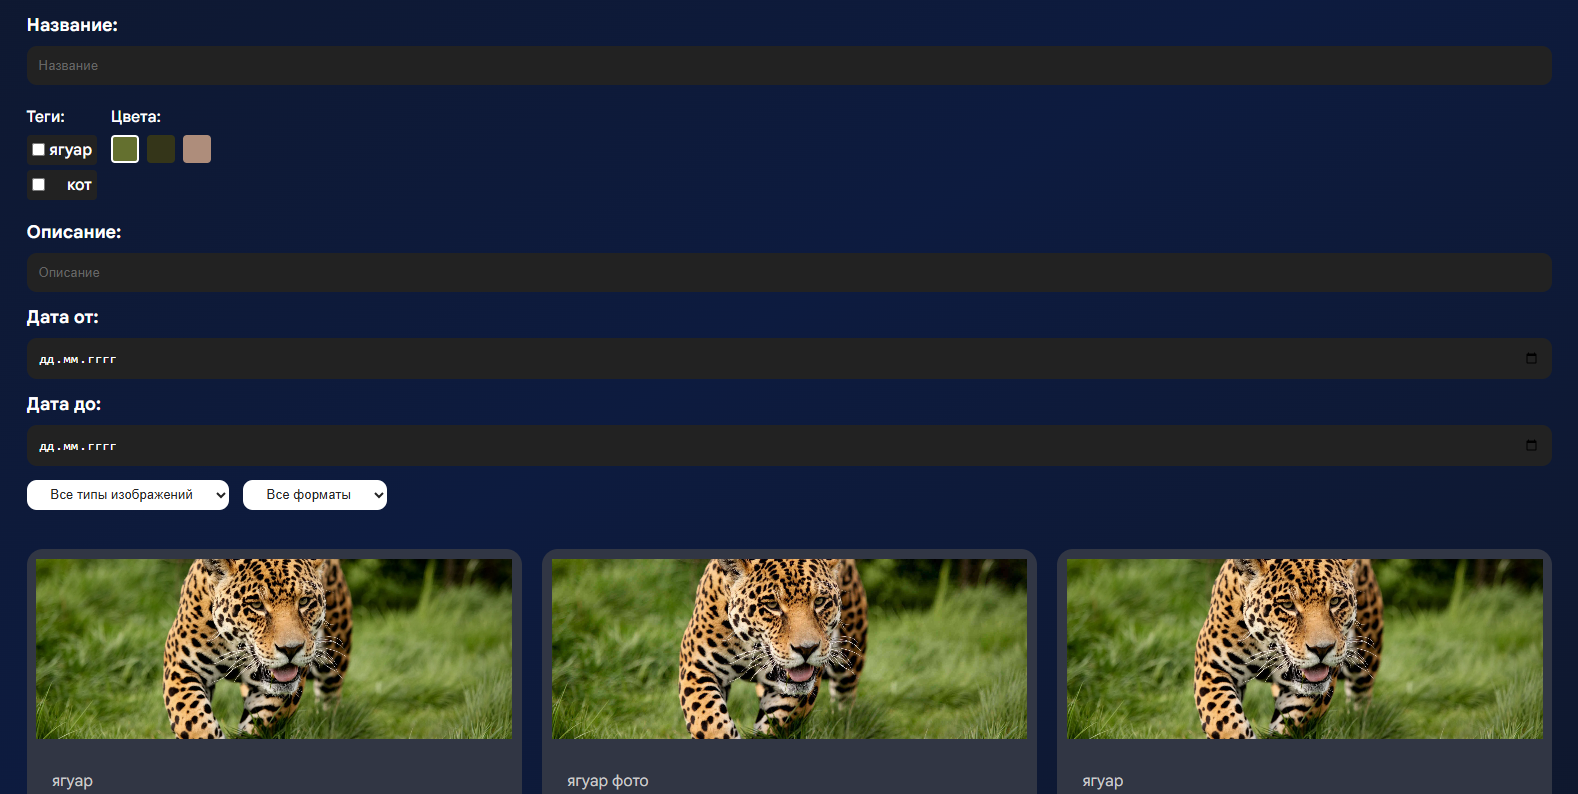 Название:
Название
Теги: Цвета:
ягуар
кот
Описание:
Описание
Дата от:
дд.мм.гггг
Дата до:
дд.мм.гггг
Все типы изображений Все форматы
ягуар ягуар фото ягуар